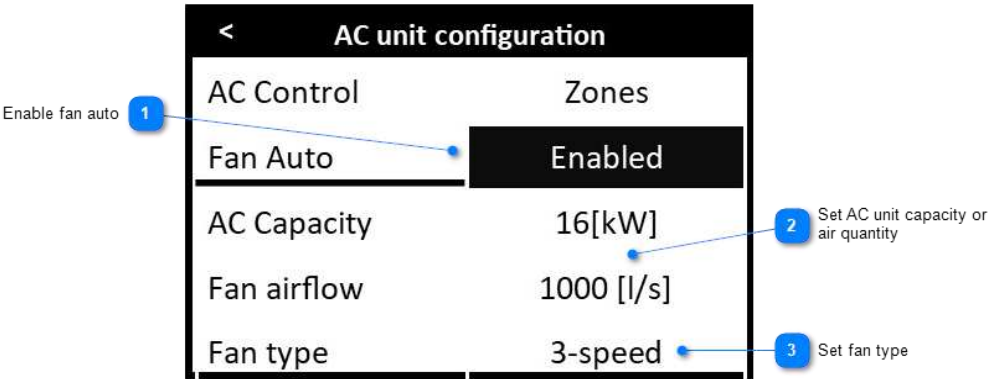 < AC unit configuration
AC Control Zones
Enable fan auto 1
Fan Auto Enabled
AC Capacity 16[kW]
2 Set AC unit capacity or
air quantity
Fan airflow 1000 [l/s]
Fan type 3-speed
3 Set fan type